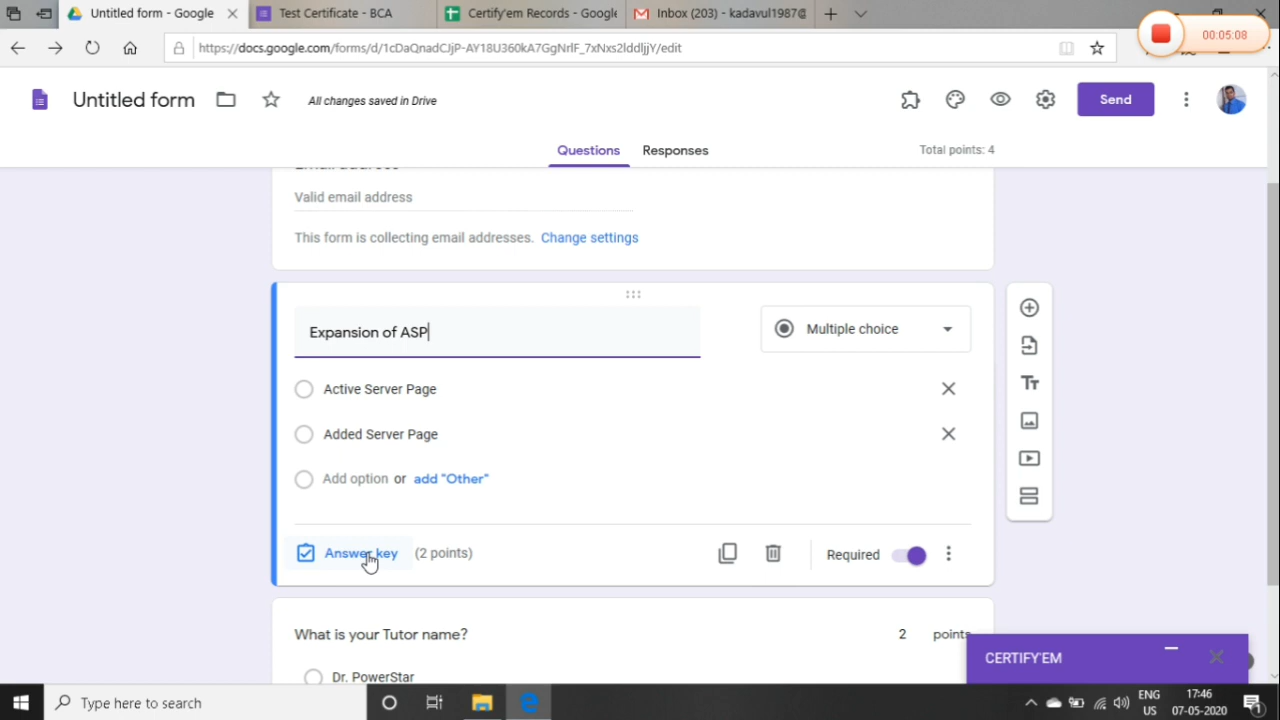 Untitled form - Google
Test Certificate - BCA
Certify'em Records - Google
Inbox (203) - kadavul1987@
00:05:08
https://docs.google.com/forms/d/1cDaQnadCJjP-AY18U360kA7GgNrlF_7xNxs2lddljjY/edit
Untitled form
All changes saved in Drive
Send
Questions
Responses
Total points: 4
Valid email address
This form is collecting email addresses. Change settings
Expansion of ASP
Multiple choice
Active Server Page
Added Server Page
Add option or add "Other"
Answer key (2 points)
Required
What is your Tutor name?
2 points
Dr. PowerStar
CERTIFY'EM
Type here to search
ENG
US
17:46
07-05-2020
1